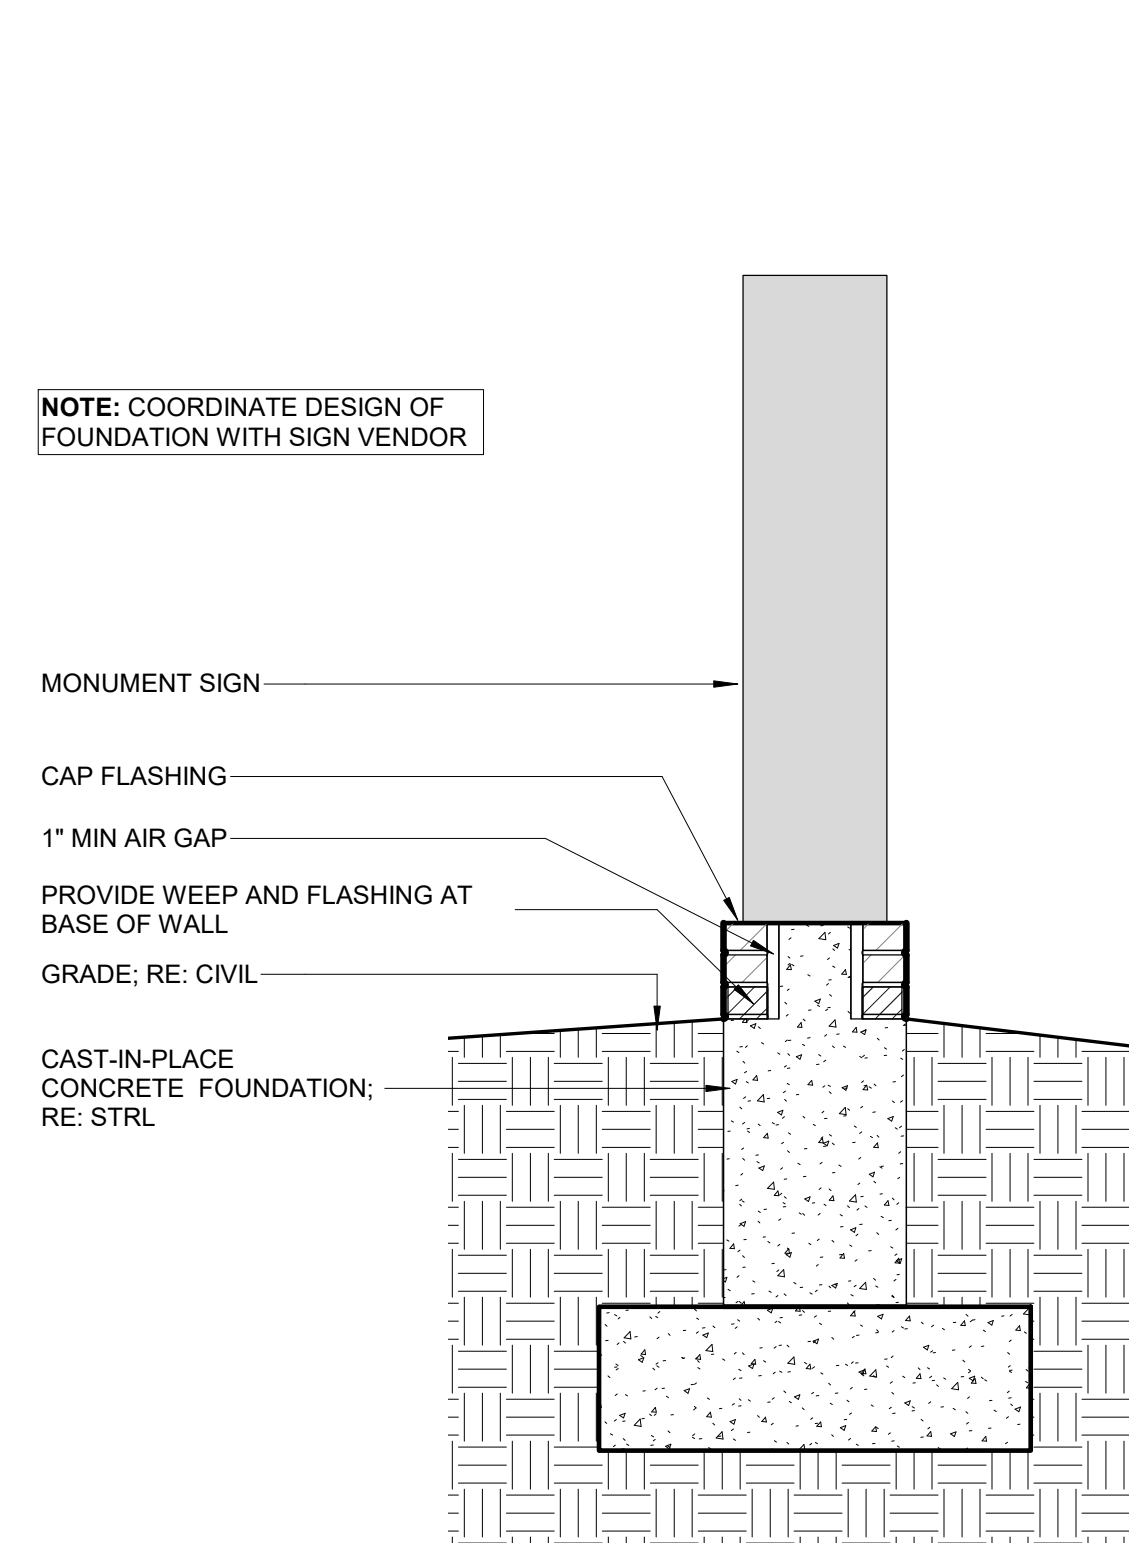 NOTE: COORDINATE DESIGN OF
FOUNDATION WITH SIGN VENDOR
MONUMENT SIGN
CAP FLASHING
1" MIN AIR GAP
PROVIDE WEEP AND FLASHING AT
BASE OF WALL
GRADE; RE: CIVIL
CAST-IN-PLACE
CONCRETE FOUNDATION;
RE: STRL